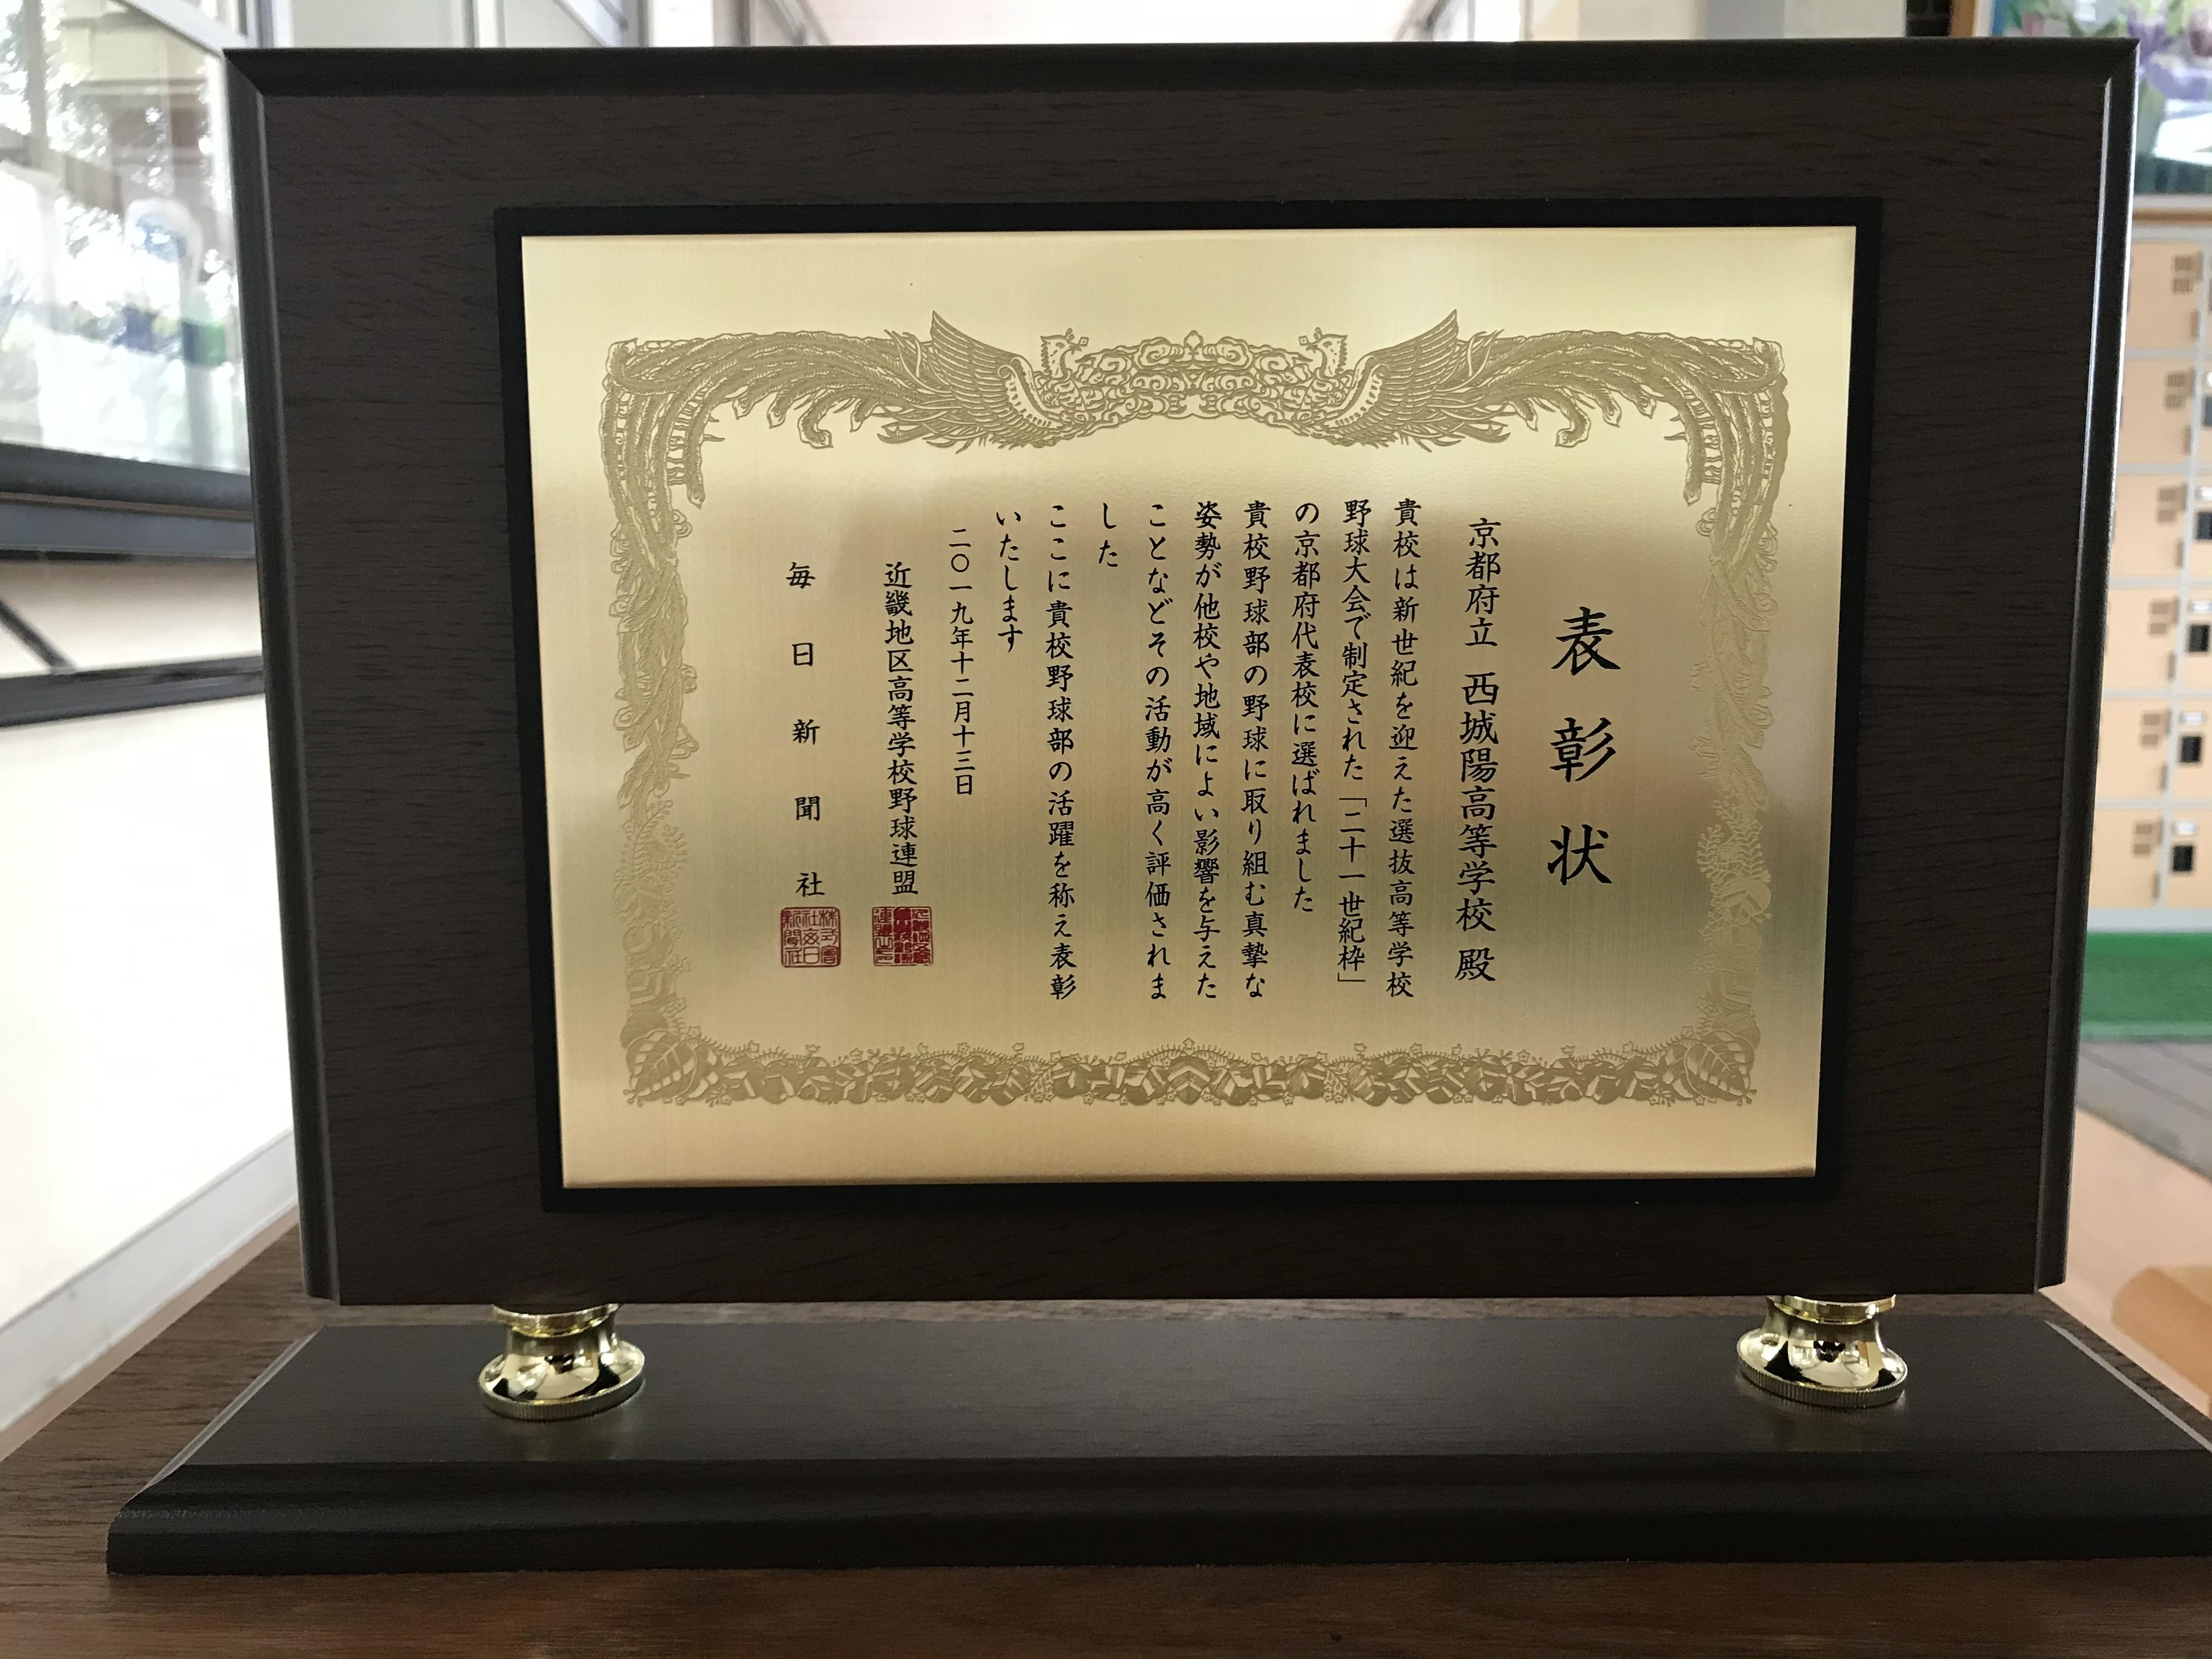 表彰状
京都府立 西城陽高等学校 殿
貴校は新世紀を迎えた選抜高等学校
野球大会で制定された「二十一世紀枠」
の京都府代表校に選ばれました
貴校野球部の野球に取り組む真摯な
姿勢が他校や地域によい影響を与えた
ことなどその活動が高く評価されま
した
ここに貴校野球部の活躍を称え表彰
いたします
二〇一九年十二月十三日
近畿地区高等学校野球連盟
毎日新聞社